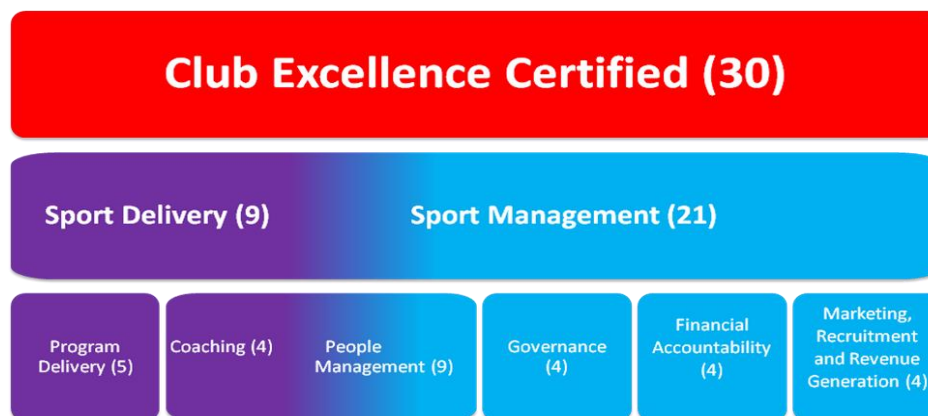 Club Excellence Certified (30)
Sport Delivery (9)
Sport Management (21)
Program
Delivery (5)
Coaching (4)
People
Management (9)
Governance
(4)
Financial
Accountability
(4)
Marketing,
Recruitment
and Revenue
Generation (4)